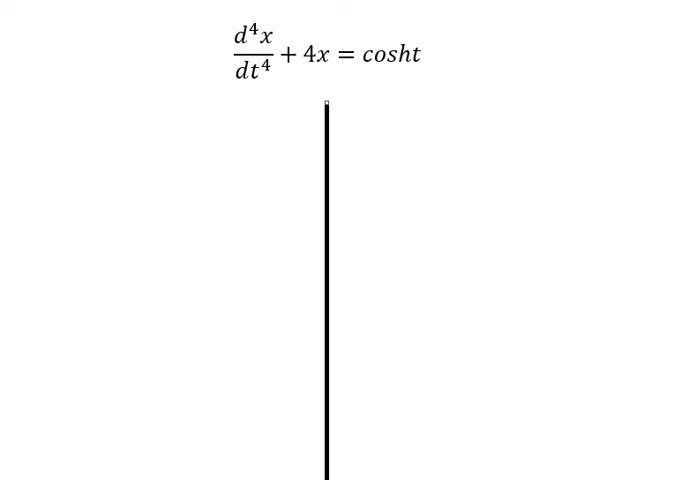 d⁴x/dt⁴ + 4x = cosht